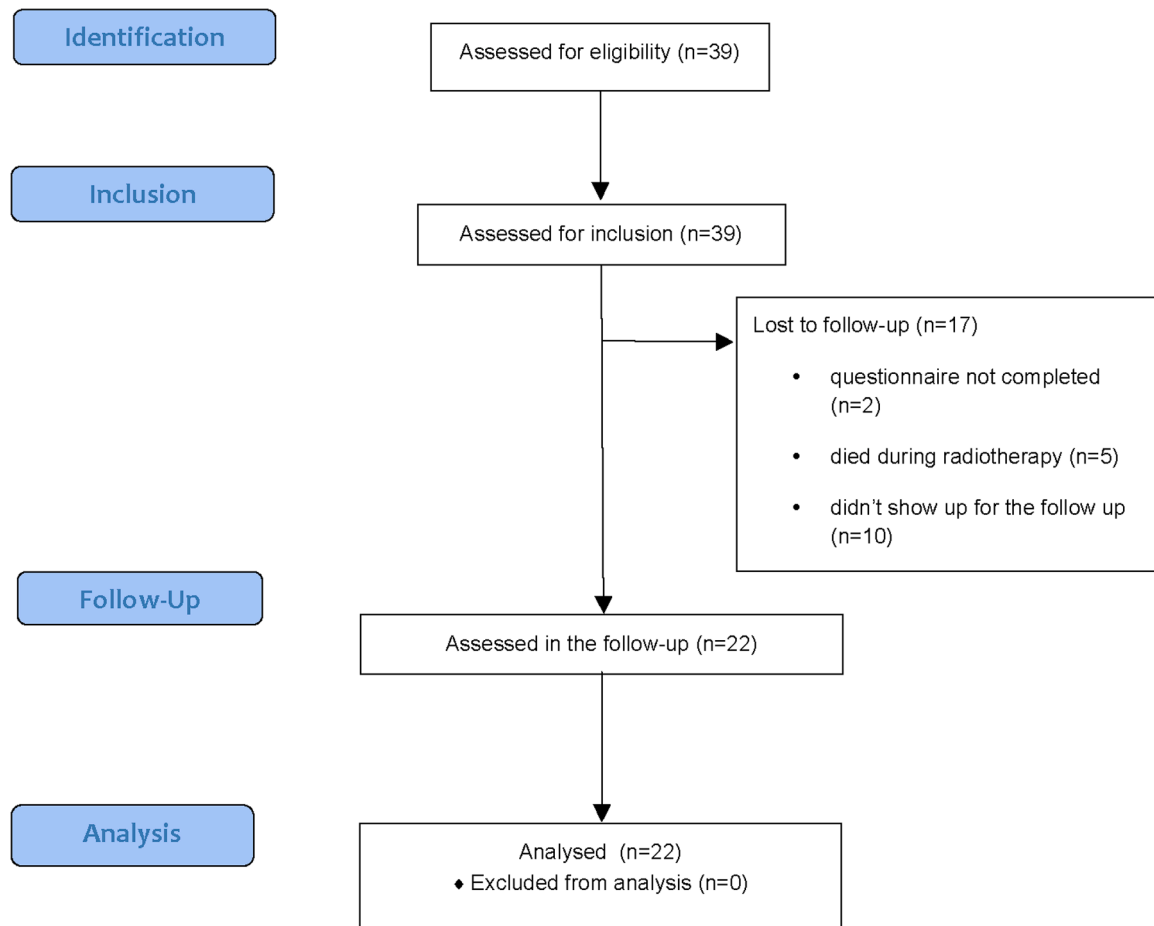 Identification
Assessed for eligibility (n=39)
Inclusion
Assessed for inclusion (n=39)
Lost to follow-up (n=17)
• questionnaire not completed
(n=2)
• died during radiotherapy (n=5)
• didn’t show up for the follow up
(n=10)
Follow-Up
Assessed in the follow-up (n=22)
Analysis
Analysed (n=22)
♦ Excluded from analysis (n=0)